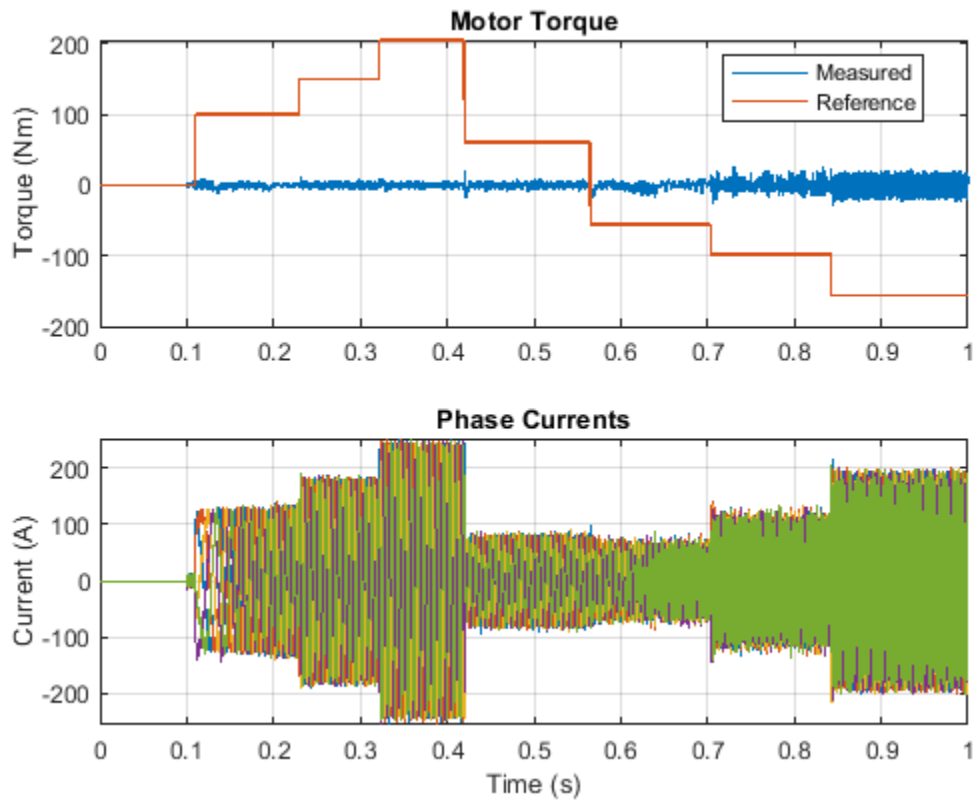 Motor Torque
Torque (Nm)
200
100
0
-100
-200
Measured
Reference
0 0.1 0.2 0.3 0.4 0.5 0.6 0.7 0.8 0.9 1
Phase Currents
Current (A)
200
100
0
-100
-200
0 0.1 0.2 0.3 0.4 0.5 0.6 0.7 0.8 0.9 1
Time (s)